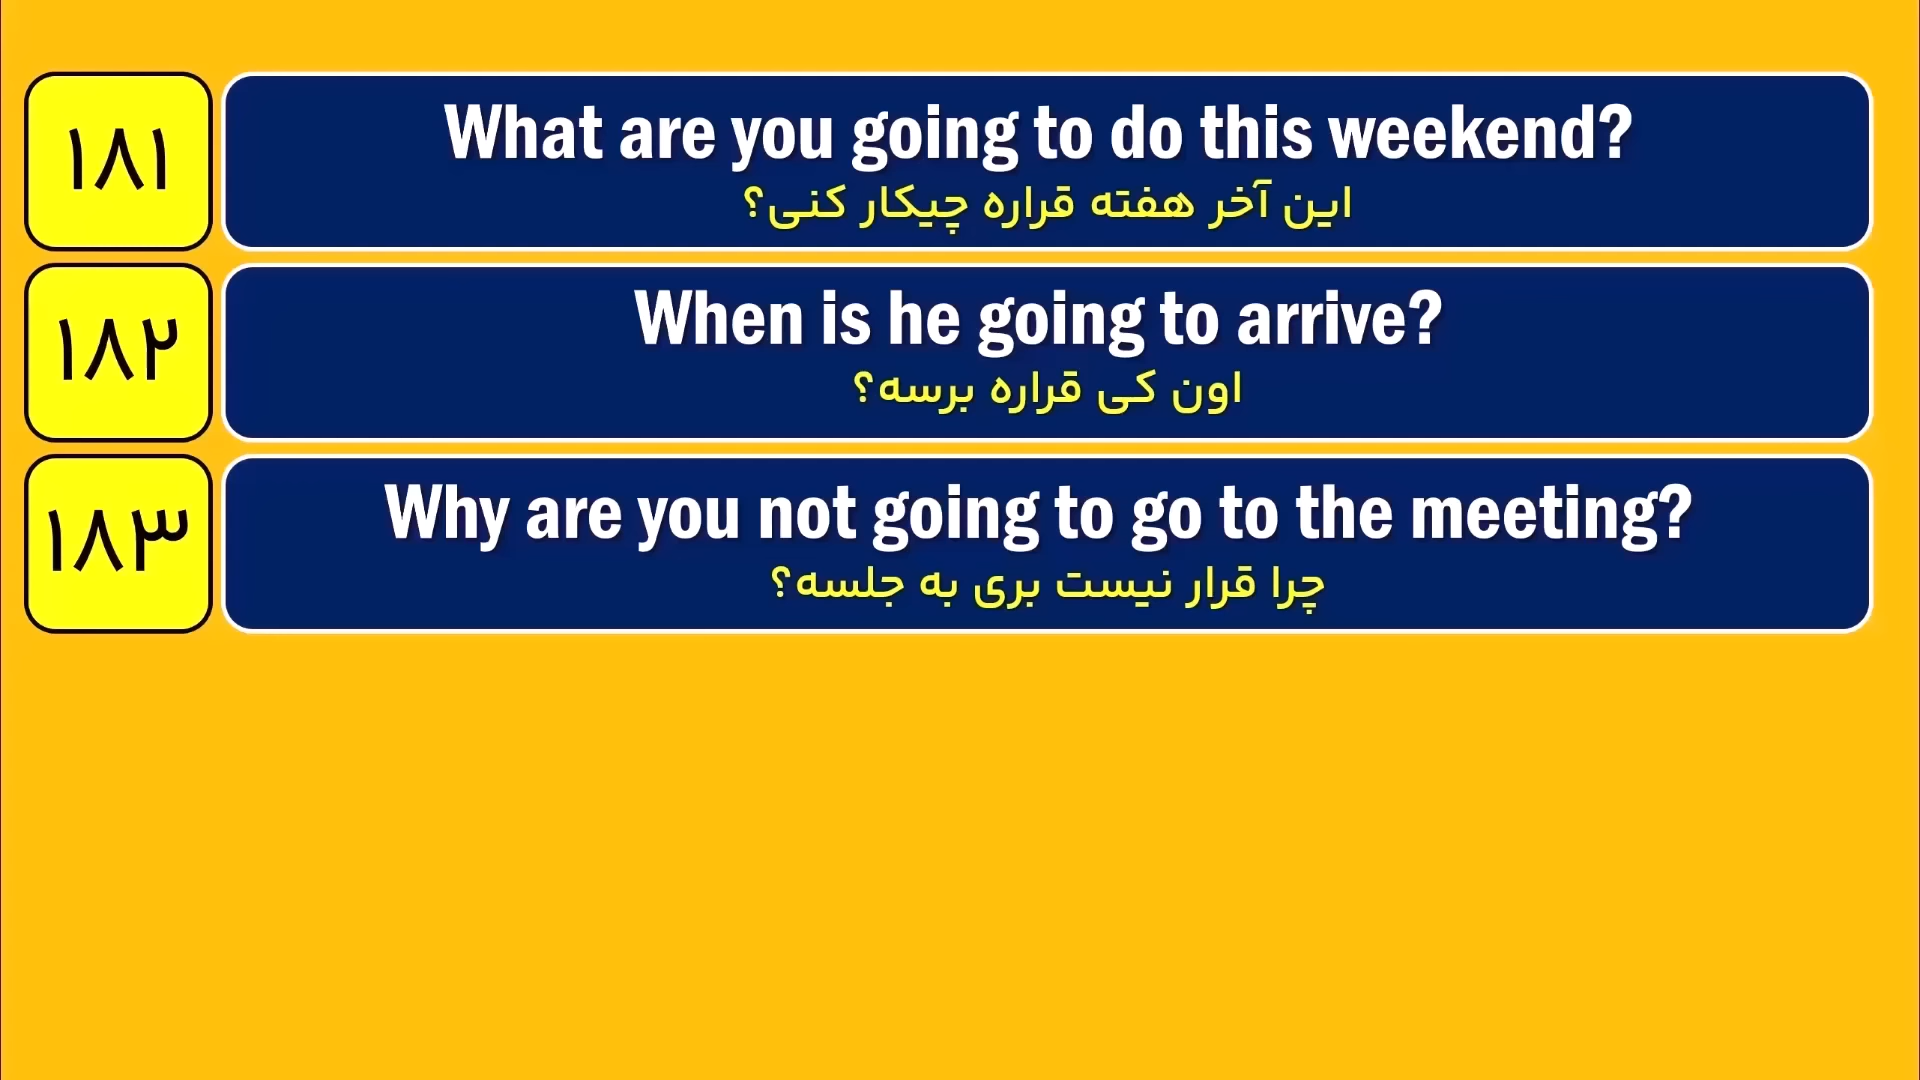 ۱۸۱
What are you going to do this weekend?
این آخر هفته قراره چیکار کنی؟
۱۸۲
When is he going to arrive?
اون کی قراره برسه؟
۱۸۳
Why are you not going to go to the meeting?
چرا قرار نیست بری به جلسه؟